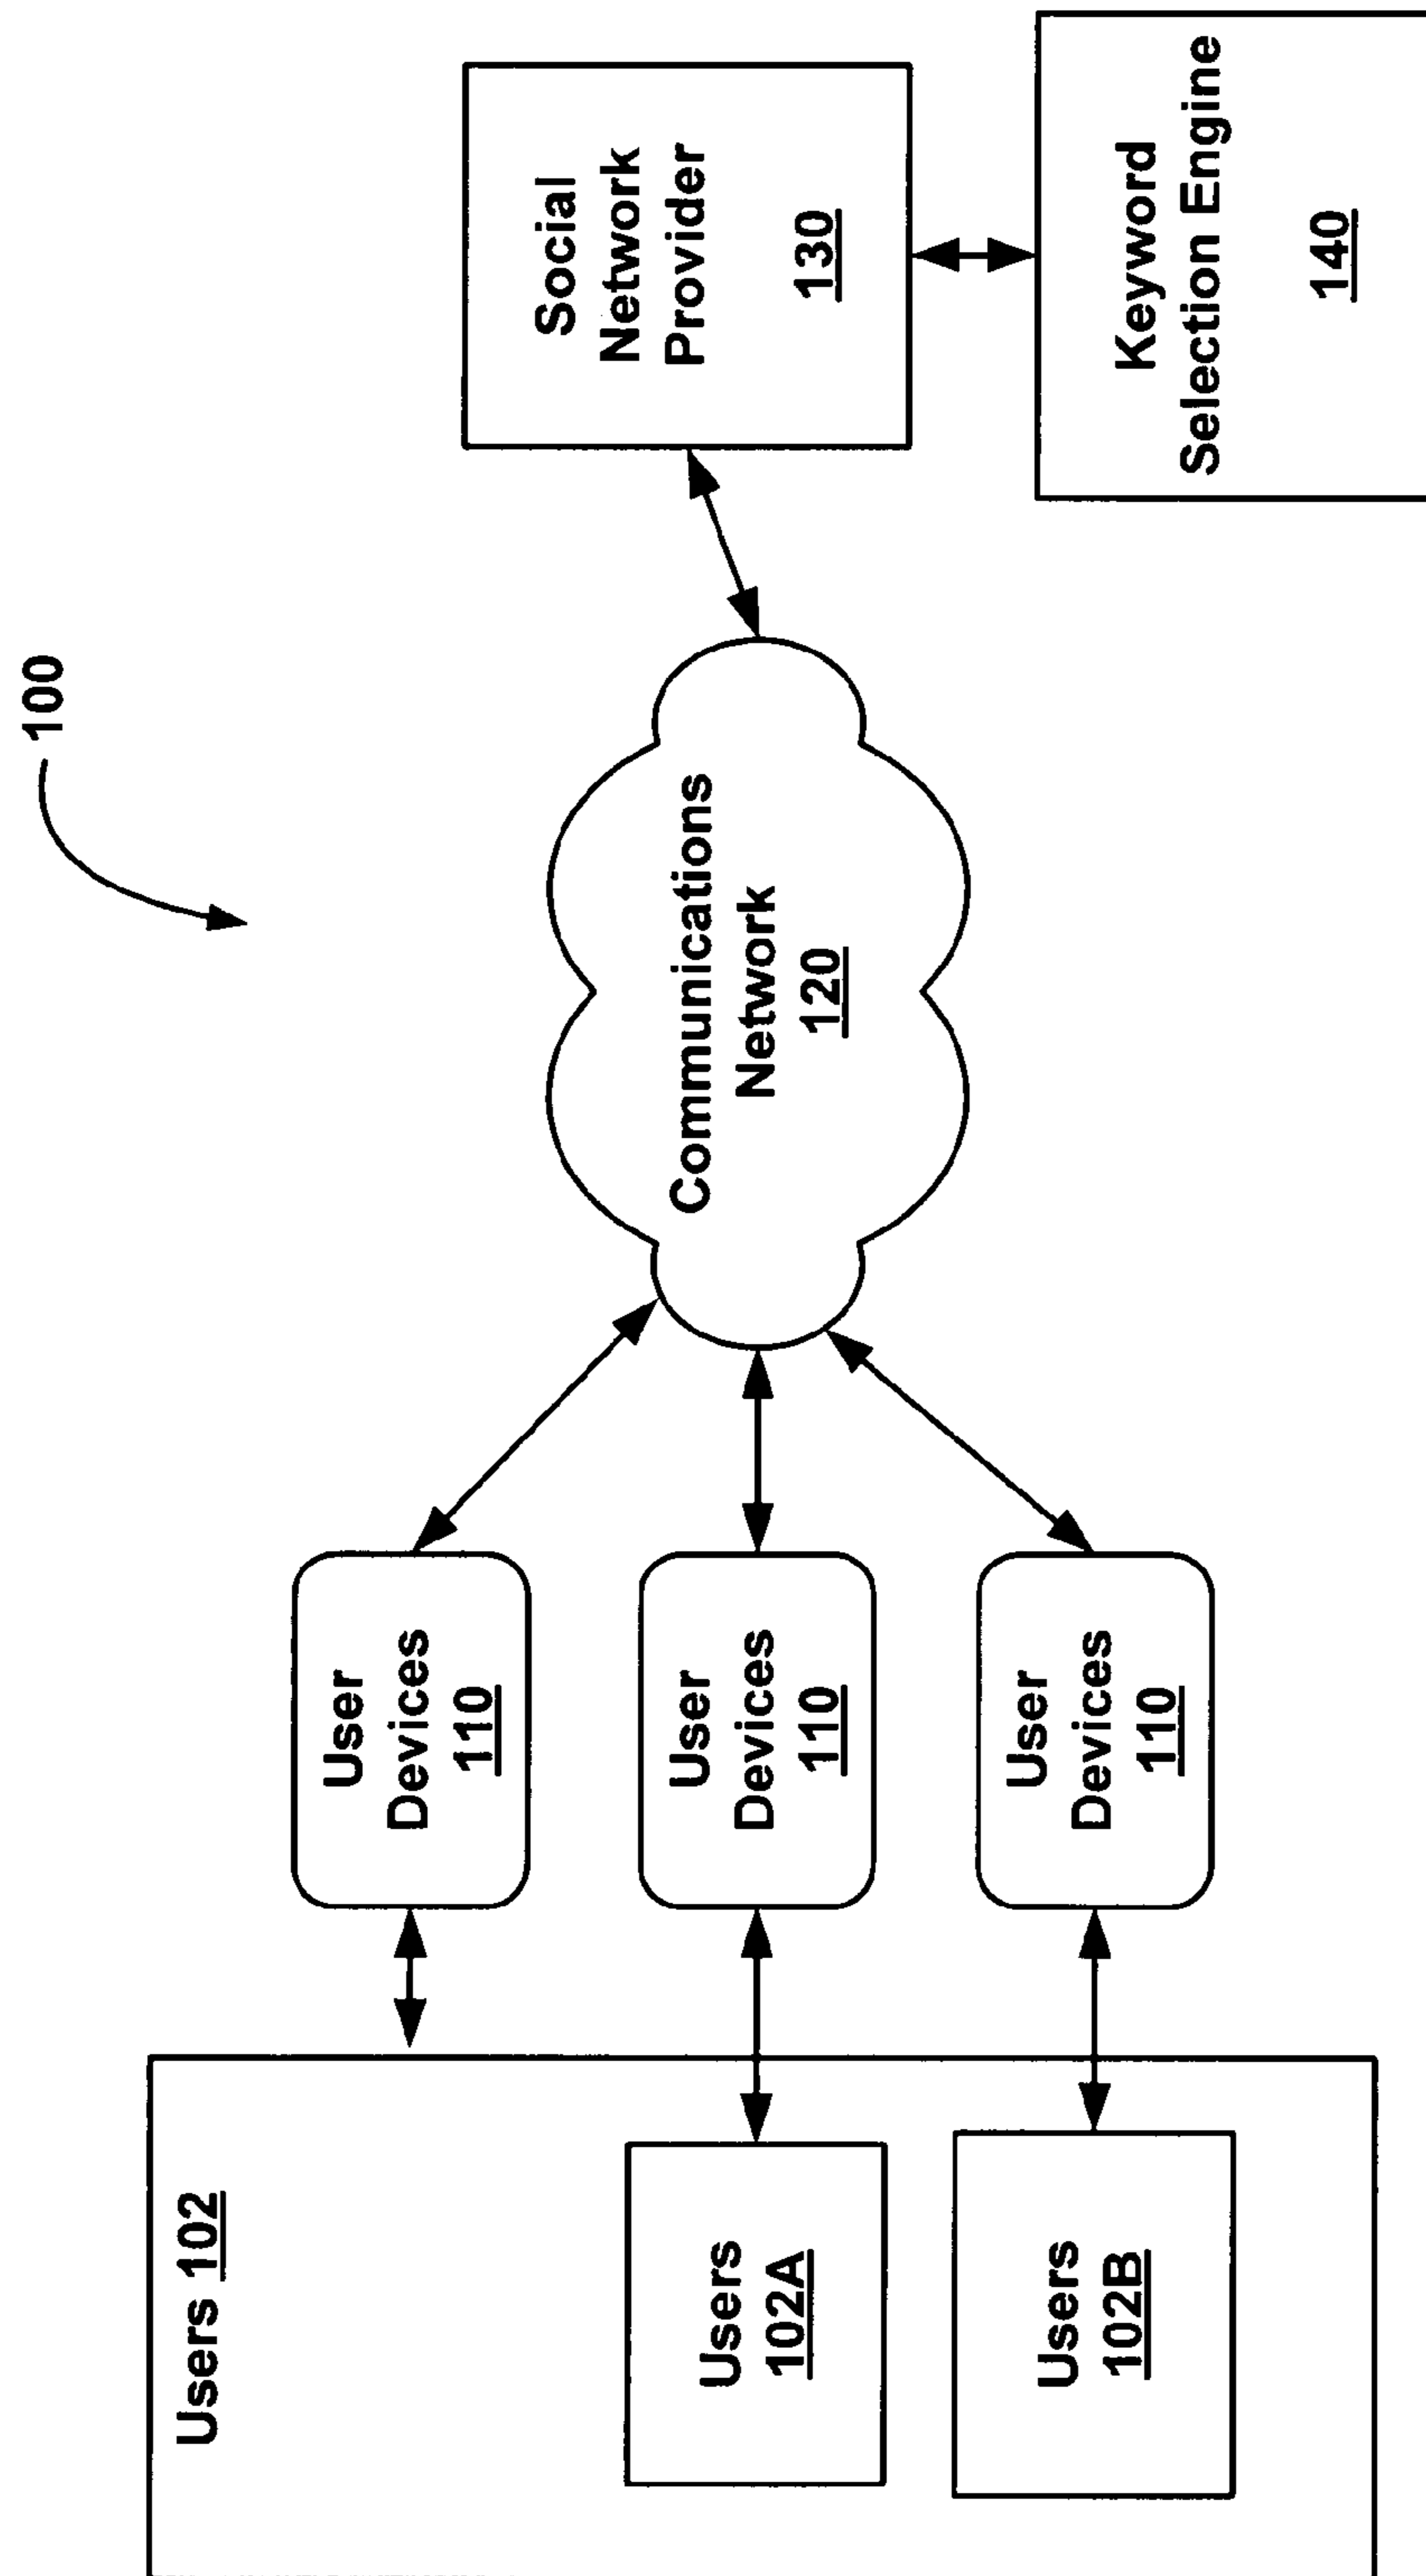 100
Users 102
Users
102A
Users
102B
User
Devices
110
User
Devices
110
User
Devices
110
Communications
Network
120
Social
Network
Provider
130
Keyword
Selection Engine
140